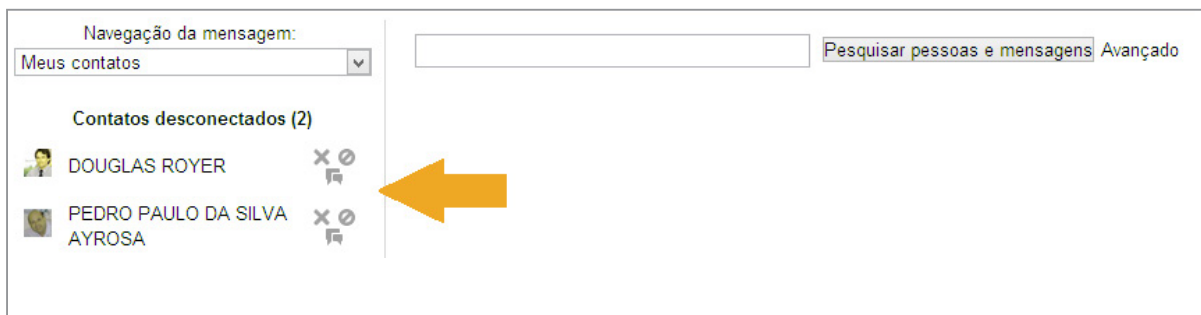 Navegação da mensagem:
Meus contatos
Pesquisar pessoas e mensagens Avançado
Contatos desconectados (2)
DOUGLAS ROYER
PEDRO PAULO DA SILVA
AYROSA